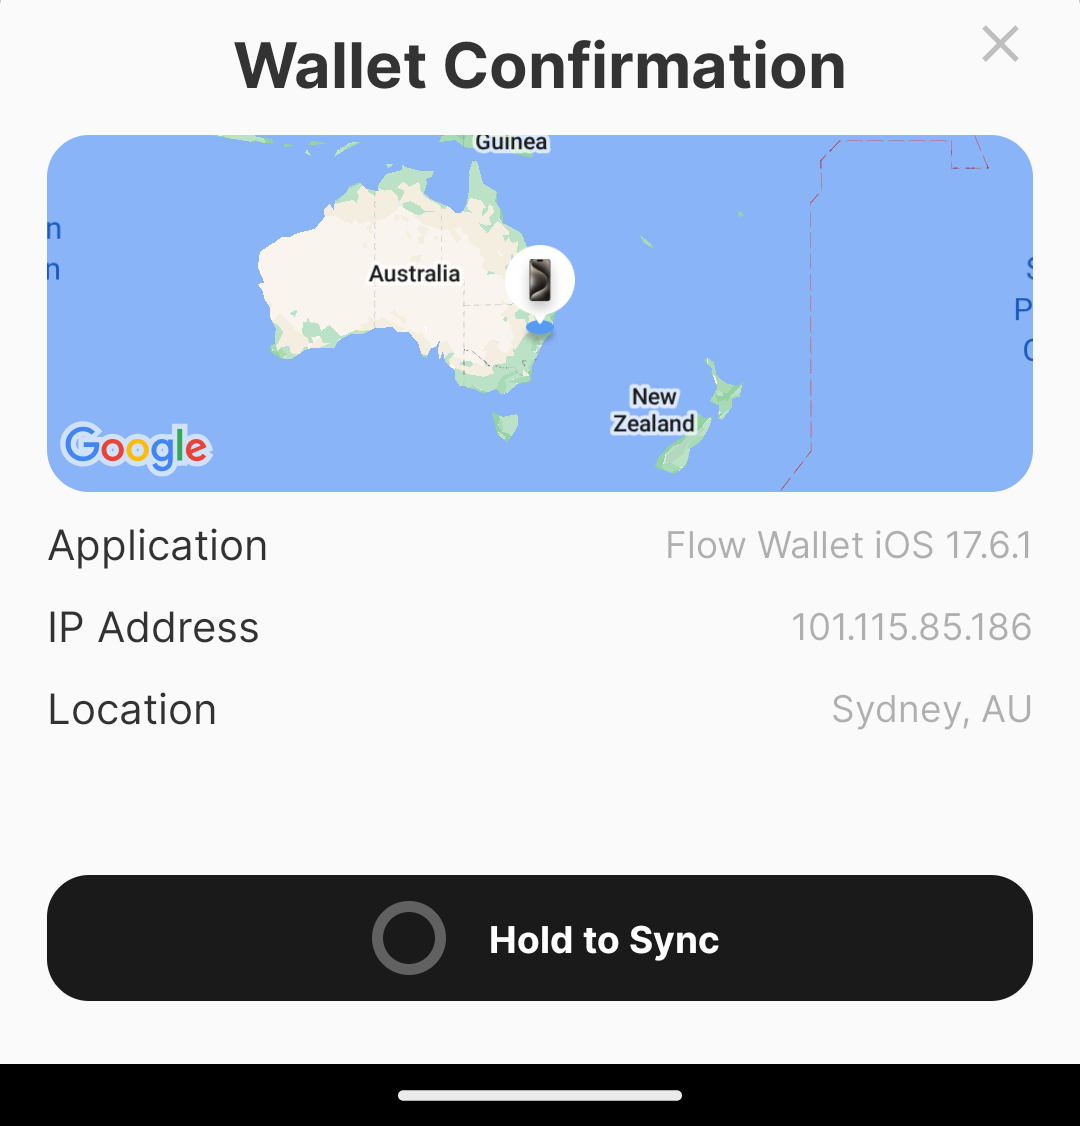 Wallet Confirmation
Guinea
n
Australia
n
P
New
Zealand
Google
Application Flow Wallet iOS 17.6.1
IP Address 101.115.85.186
Location Sydney, AU
Hold to Sync